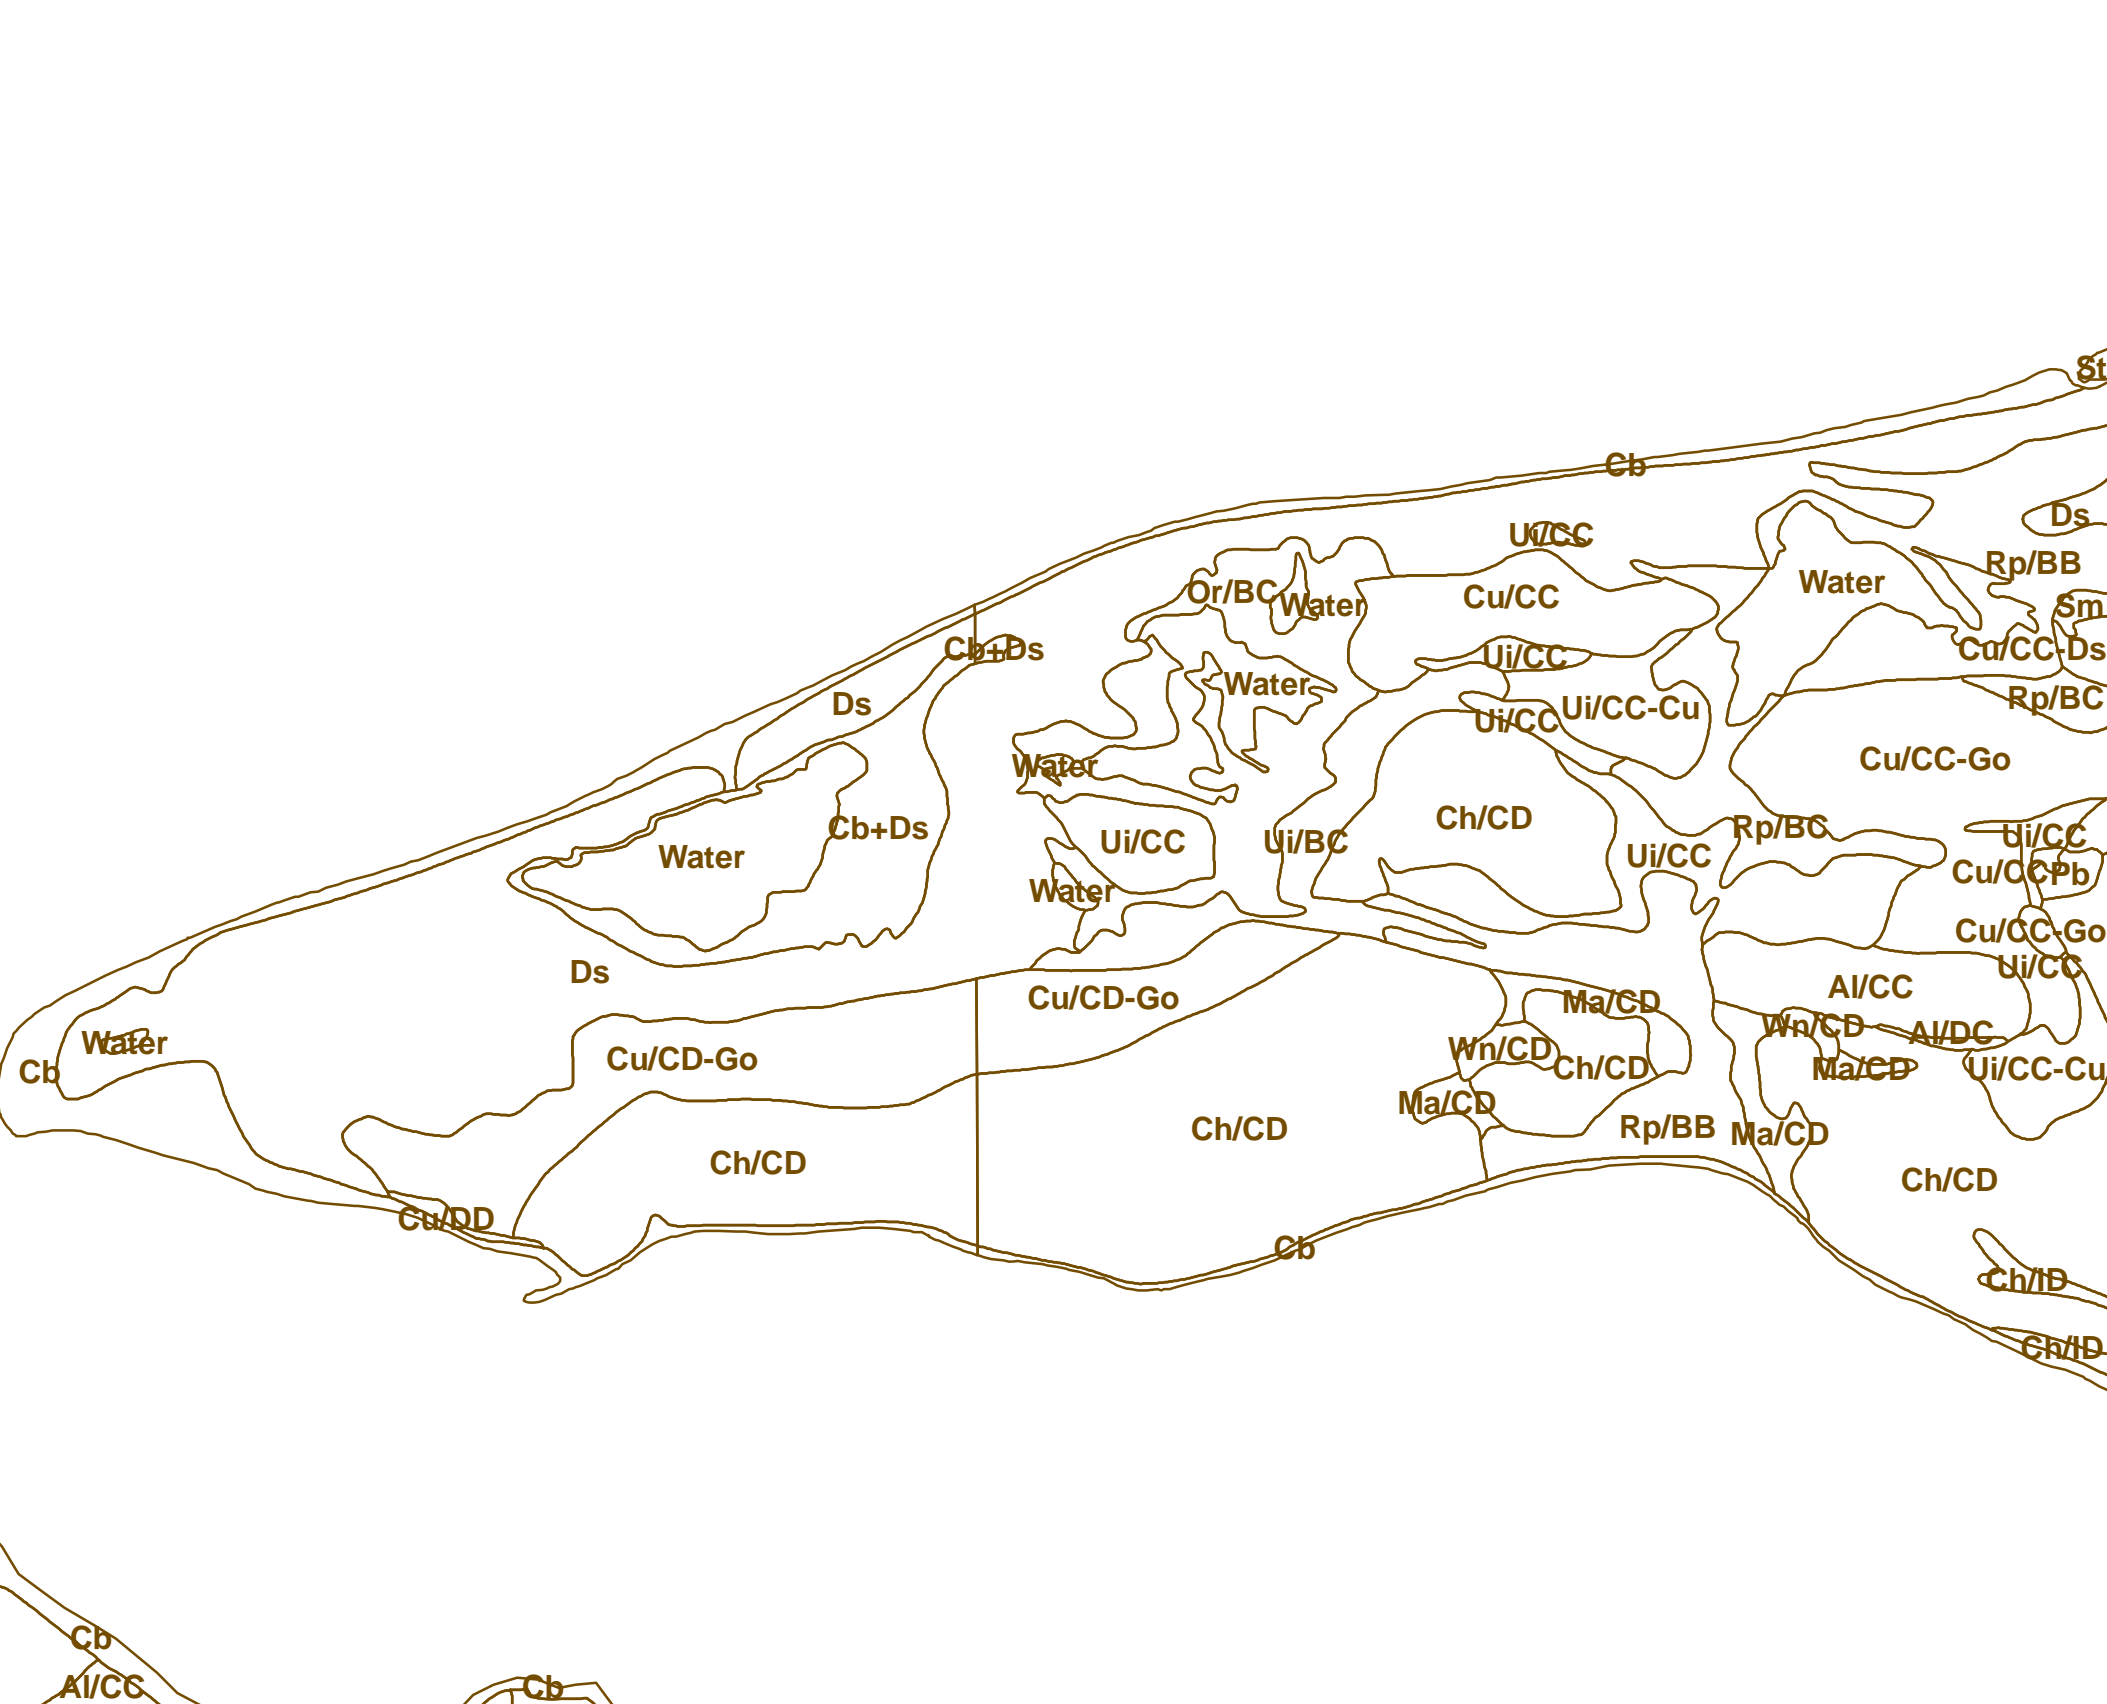 St
Cb
Ds
Ui/CC
Rp/BB
Water
Or/BC
Water
Cu/CC
Sm
Cb+Ds
Cu/CC-Ds
Ui/CC
Water
Rp/BC
Ds
Ui/CC-Cu
Ui/CC
Cu/CC-Go
Water
Ch/CD
Cb+Ds
Rp/BC
Ui/CC
Ui/CC
Ui/BC
Water
Ui/CC
Cu/CC
Pb
Water
Cu/CC-Go
Ui/CC
Ds
Al/CC
Cu/CD-Go
Ma/CD
Wn/CD
Al/DC
Water
Wn/CD
Cu/CD-Go
Ch/CD
Ma/CD
Ui/CC-Cu
Cb
Ma/CD
Ch/CD
Rp/BB
Ma/CD
Ch/CD
Ch/CD
Cu/DD
Cb
Ch/ID
Ch/ID
Cb
Al/CC
Cb